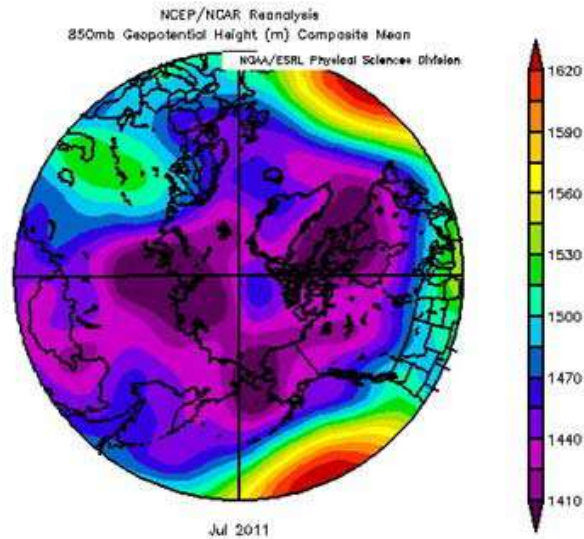 NCEP/NCAR Reanalysis
850mb Geopotential Height (m) Composite Mean
NOAA/ESRL Physical Sciences Division
1620
1590
1560
1530
1500
1470
1440
1410
Jul 2011